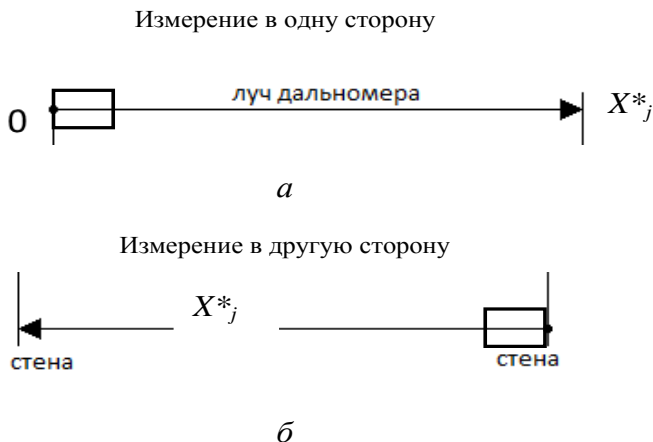 Измерение в одну сторону
луч дальномера
0
X*j
а
Измерение в другую сторону
X*j
стена
стена
б